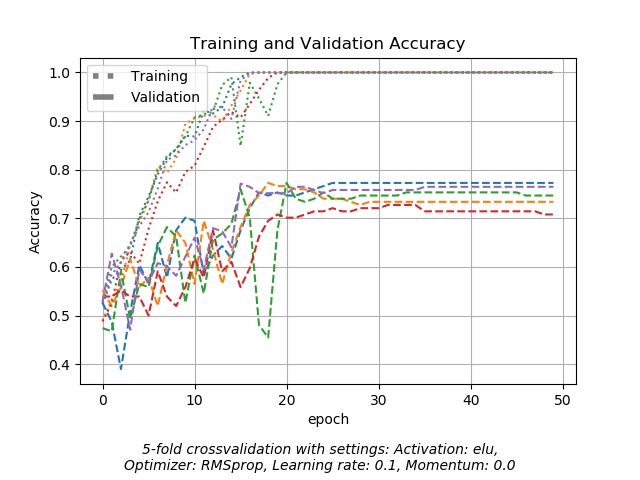 Training and Validation Accuracy
Training
Validation
1.0
0.9
0.8
0.7
0.6
0.5
0.4
Accuracy
0 10 20 30 40 50
epoch
5-fold crossvalidation with settings: Activation: elu,
Optimizer: RMSprop, Learning rate: 0.1, Momentum: 0.0